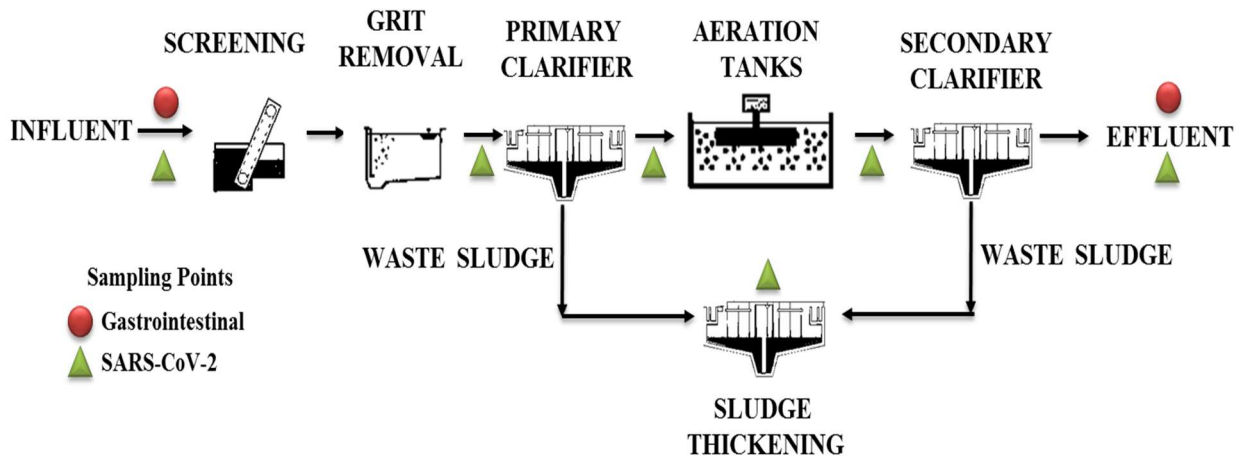 SCREENING
GRIT
REMOVAL
PRIMARY
CLARIFIER
AERATION
TANKS
SECONDARY
CLARIFIER
INFLUENT
EFFLUENT
WASTE SLUDGE
WASTE SLUDGE
Sampling Points
Gastrointestinal
SARS-CoV-2
SLUDGE
THICKENING